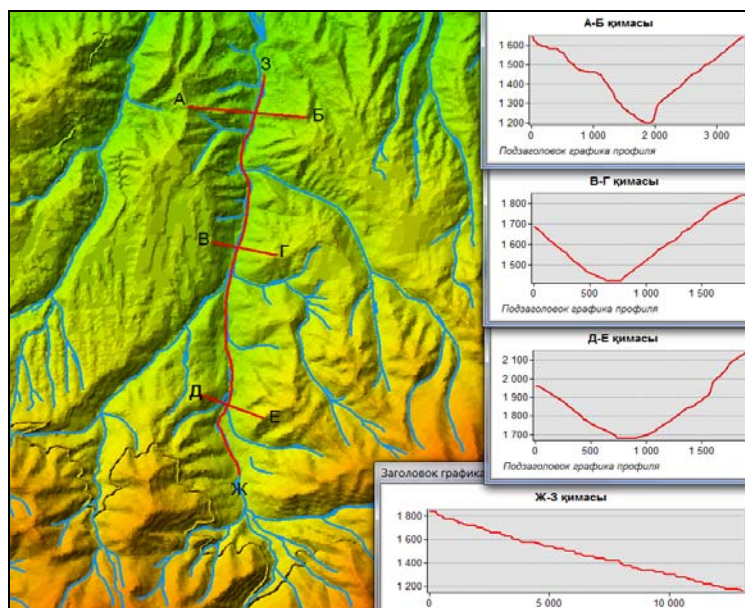 З
А
Б
В
Г
Д
Е
Ж
А-Б қимасы
1 600
1 500
1 400
1 300
1 200
0 1 000 2 000 3 000
Подзаголовок графика профиля
В-Г қимасы
1 800
1 700
1 600
1 500
0 500 1 000 1 500
Подзаголовок графика профиля
Д-Е қимасы
2 100
2 000
1 900
1 800
1 700
0 500 1 000 1 500
Подзаголовок графика профиля
Заголовок графика
Ж-З қимасы
1 800
1 600
1 400
1 200
0 5 000 10 000